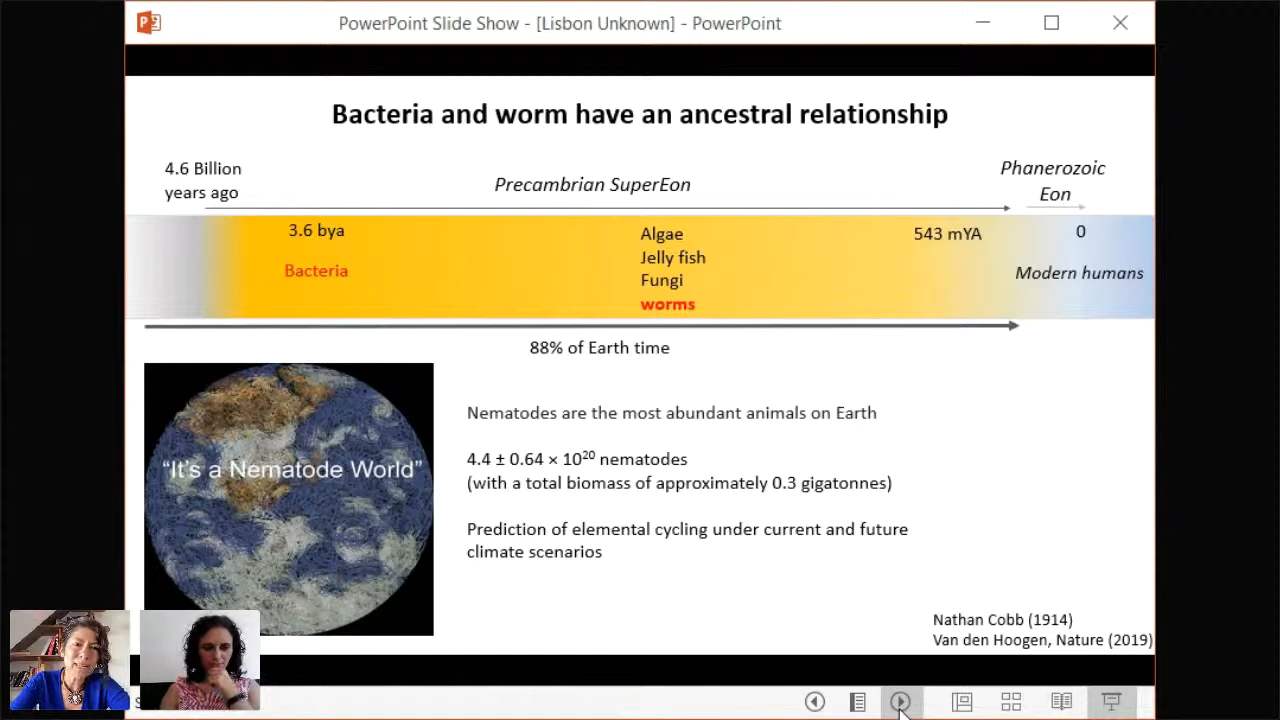 PowerPoint Slide Show - [Lisbon Unknown] - PowerPoint
Bacteria and worm have an ancestral relationship
4.6 Billion
years ago
Precambrian SuperEon
Phanerozoic
Eon
3.6 bya
Bacteria
Algae
Jelly fish
Fungi
worms
543 mYA
0
Modern humans
88% of Earth time
"It's a Nematode World"
Nematodes are the most abundant animals on Earth
4.4 ± 0.64 × 10²⁰ nematodes
(with a total biomass of approximately 0.3 gigatonnes)
Prediction of elemental cycling under current and future
climate scenarios
Nathan Cobb (1914)
Van den Hoogen, Nature (2019)